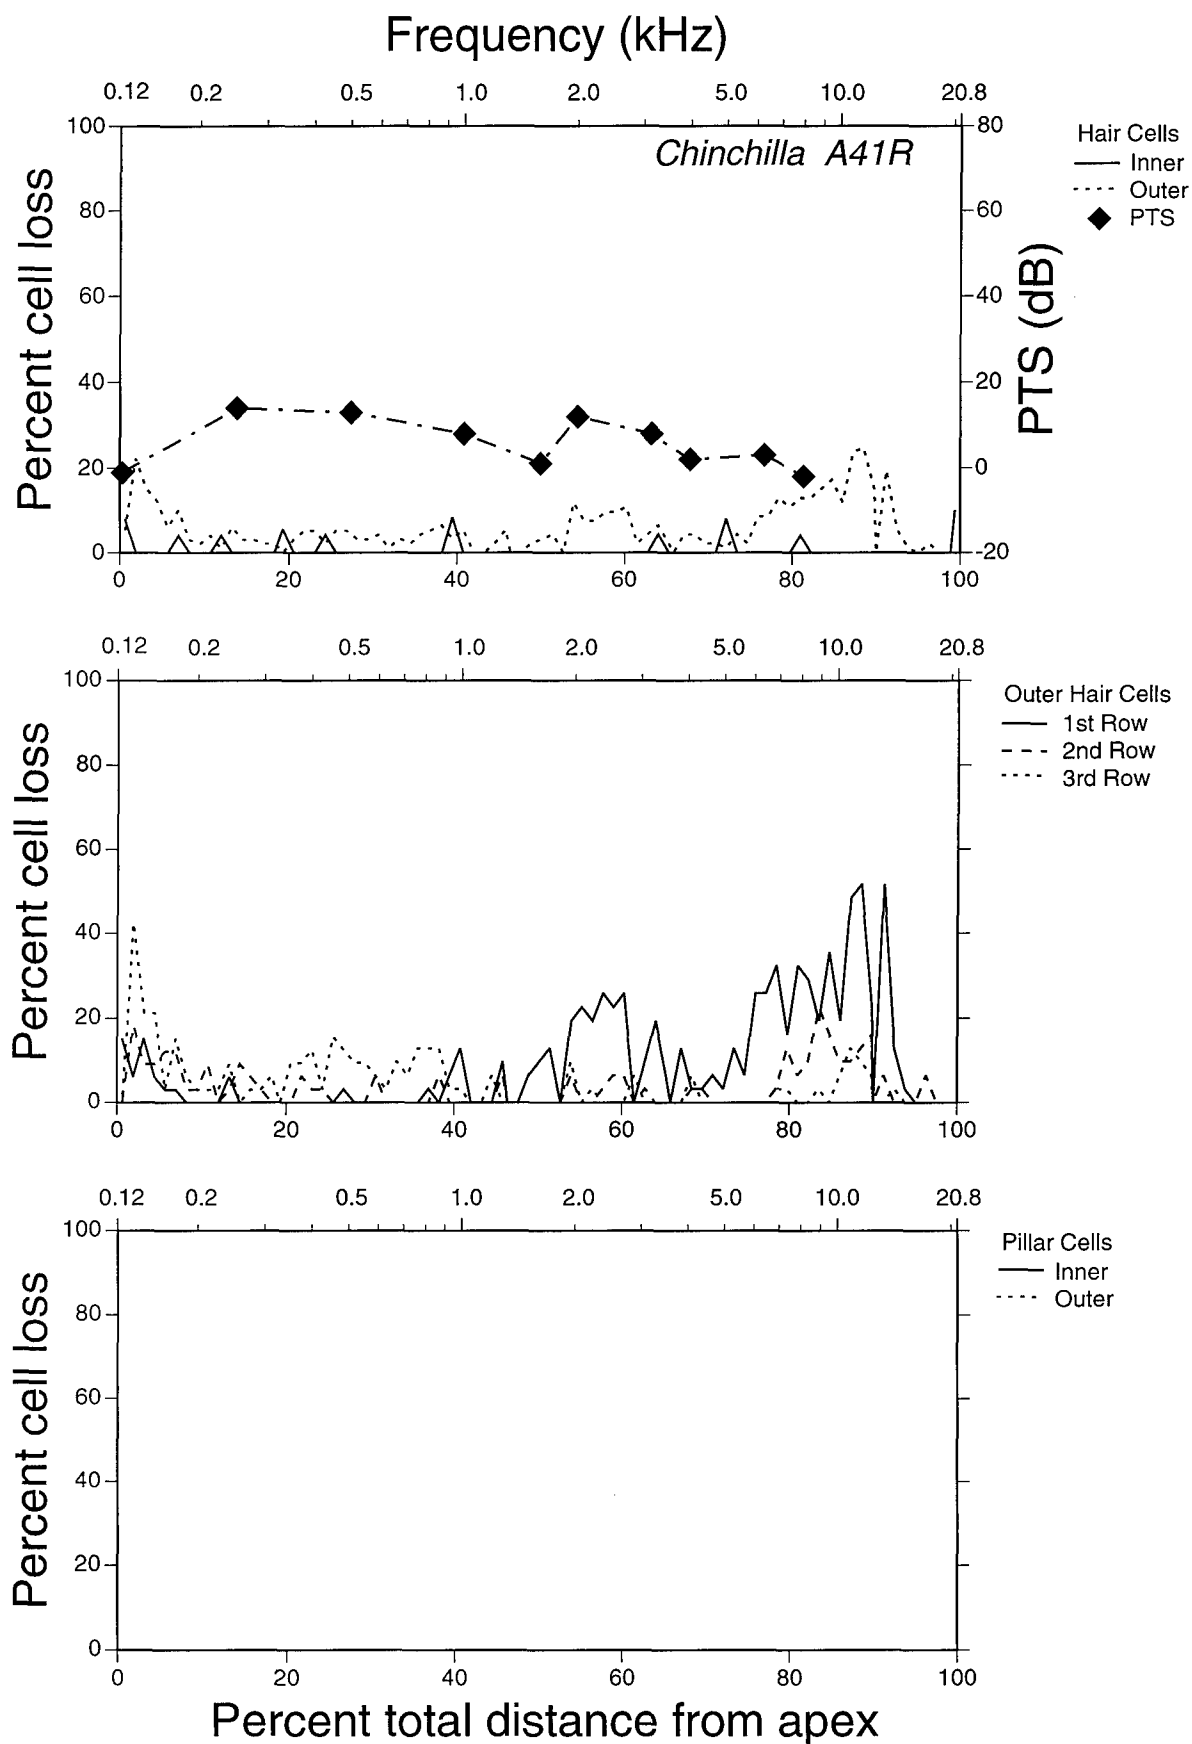 Frequency (kHz)
0.12 0.2 0.5 1.0 2.0 5.0 10.0 20.8
Chinchilla A41R
100
80
60
40
20
0
Percent cell loss
80
60
40
20
0
-20
PTS (dB)
0 20 40 60 80 100
Hair Cells
Inner
Outer
PTS
0.12 0.2 0.5 1.0 2.0 5.0 10.0 20.8
100
80
60
40
20
0
Percent cell loss
0 20 40 60 80 100
Outer Hair Cells
1st Row
2nd Row
3rd Row
0.12 0.2 0.5 1.0 2.0 5.0 10.0 20.8
100
80
60
40
20
0
Percent cell loss
0 20 40 60 80 100
Pillar Cells
Inner
Outer
Percent total distance from apex